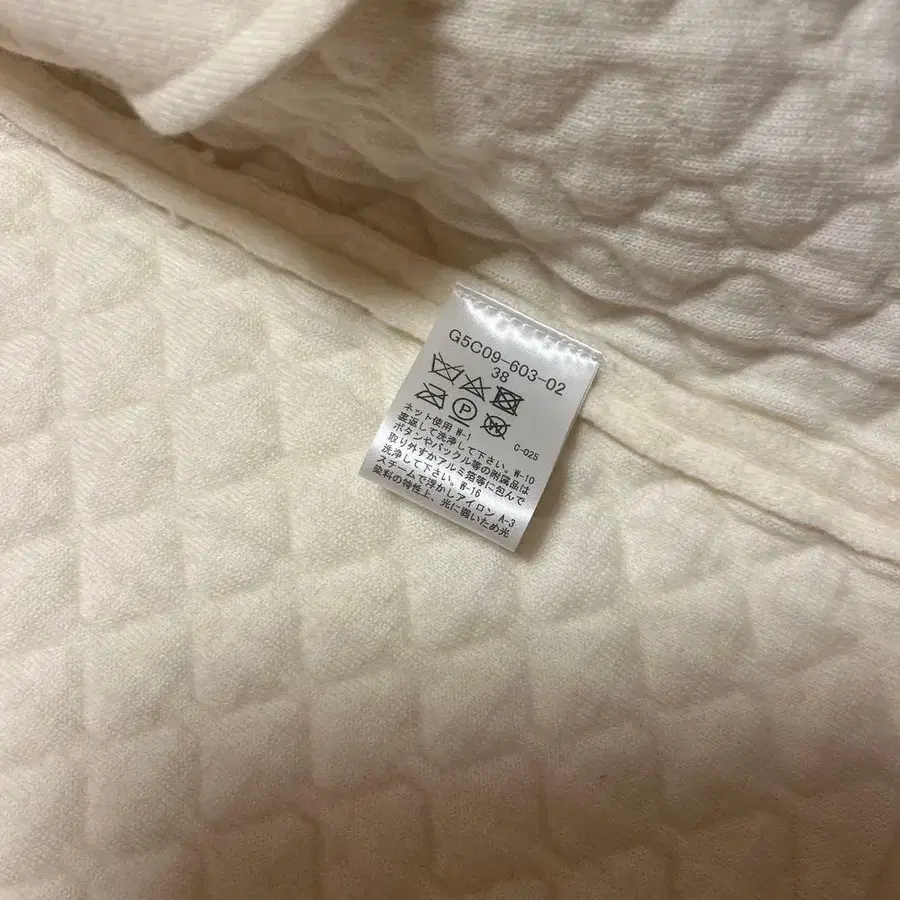 G5C09-603-02
38
P
G-025
ネット使用 W-1
裏返して洗浄して下さい。W-10
ボタンやバックル等の附属品は
取り外すかアルミ箔等に包んで
洗浄して下さい。W-16
スチームで浮かしアイロン A-3
染料の特性上、光に弱いため光